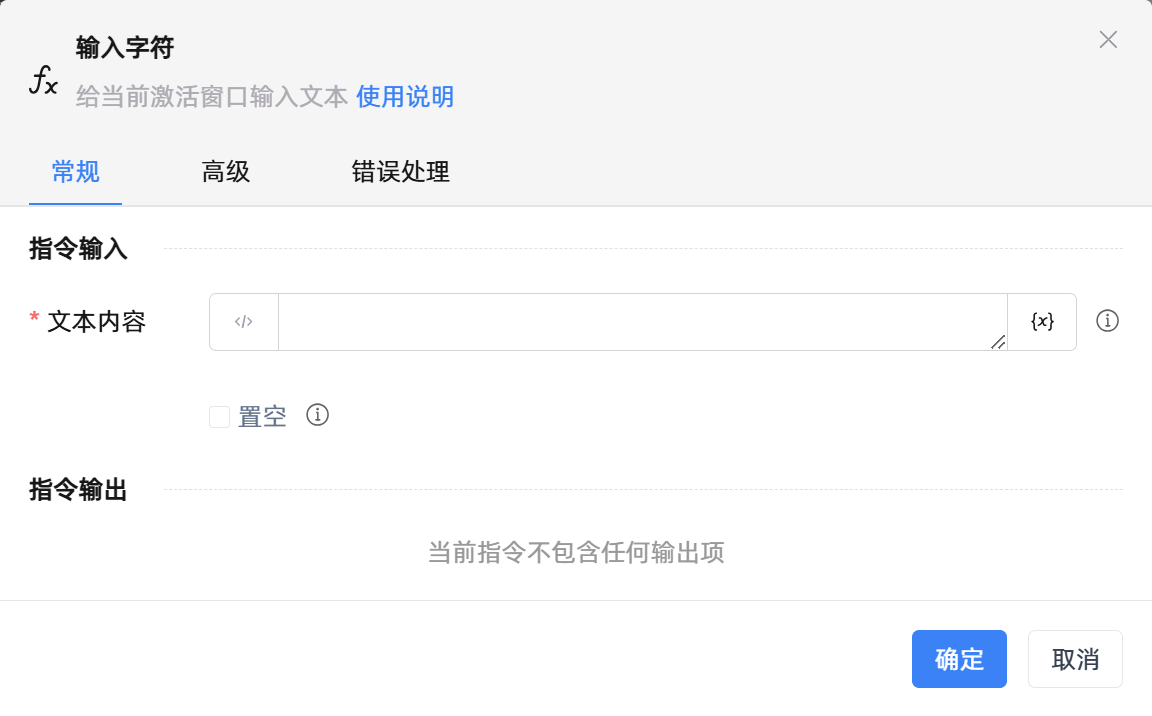 输入字符
给当前激活窗口输入文本 使用说明
常规 高级 错误处理
指令输入
* 文本内容 </> {x}
置空
指令输出
当前指令不包含任何输出项
确定 取消